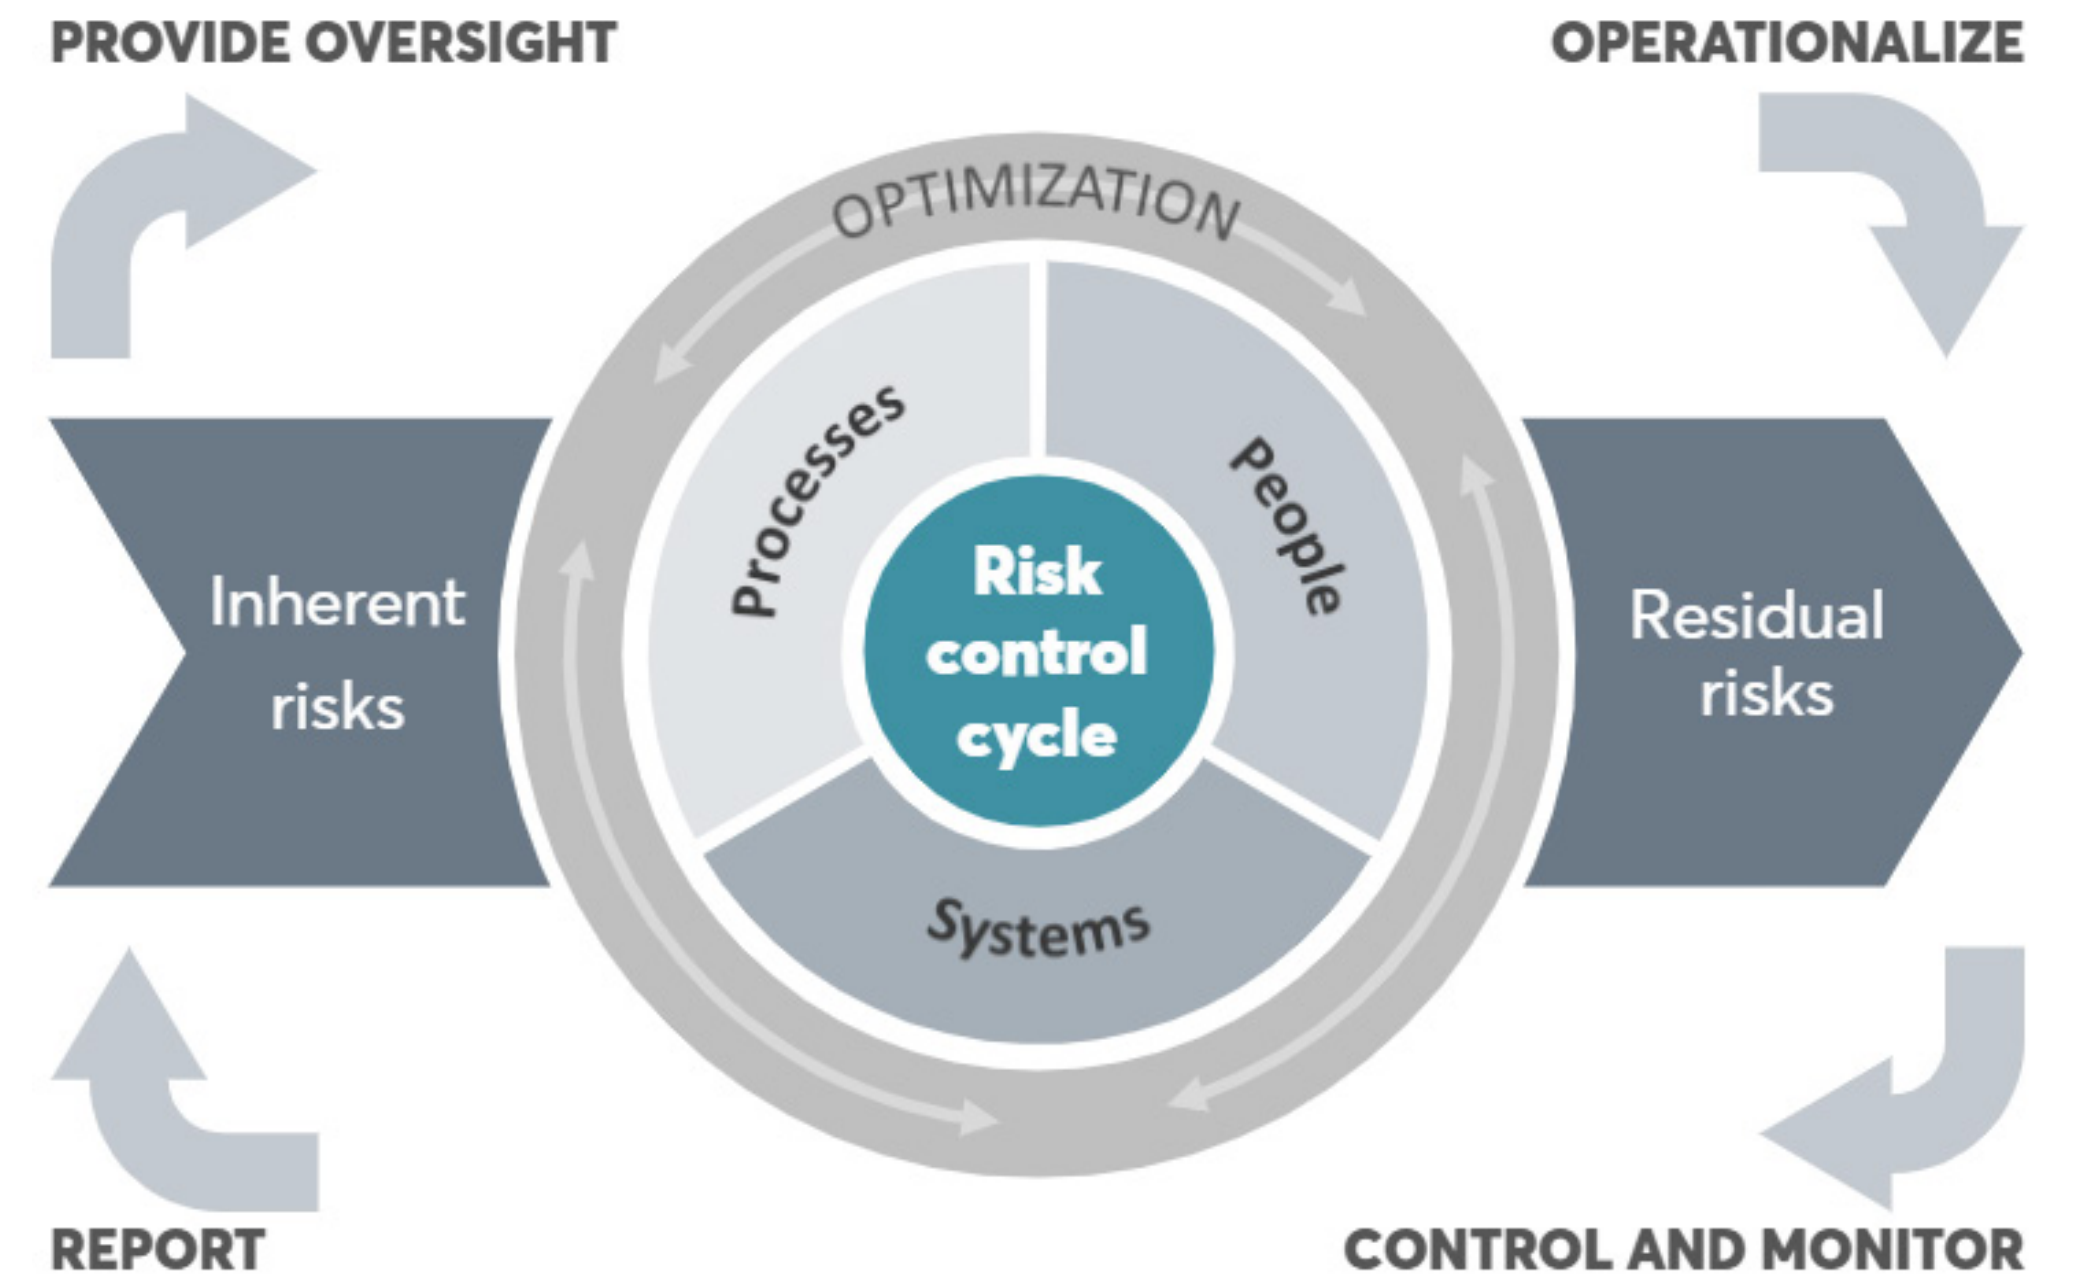 PROVIDE OVERSIGHT
OPERATIONALIZE
OPTIMIZATION
Processes
People
Risk
control
cycle
Inherent
risks
Residual
risks
Systems
REPORT
CONTROL AND MONITOR